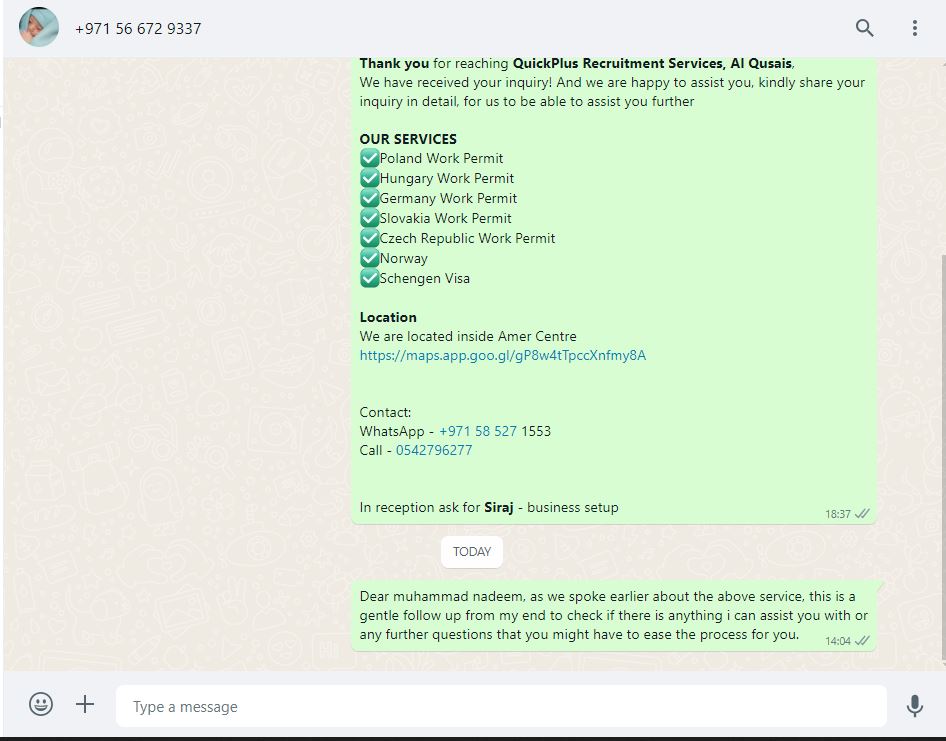 +971 56 672 9337
Thank you for reaching QuickPlus Recruitment Services, Al Qusais,
We have received your inquiry! And we are happy to assist you, kindly share your
inquiry in detail, for us to be able to assist you further
OUR SERVICES
✅Poland Work Permit
✅Hungary Work Permit
✅Germany Work Permit
✅Slovakia Work Permit
✅Czech Republic Work Permit
✅Norway
✅Schengen Visa
Location
We are located inside Amer Centre
https://maps.app.goo.gl/gP8w4tTpccXnfmy8A
Contact:
WhatsApp - +971 58 527 1553
Call - 0542796277
In reception ask for Siraj - business setup
18:37
TODAY
Dear muhammad nadeem, as we spoke earlier about the above service, this is a
gentle follow up from my end to check if there is anything i can assist you with or
any further questions that you might have to ease the process for you.
14:04
Type a message